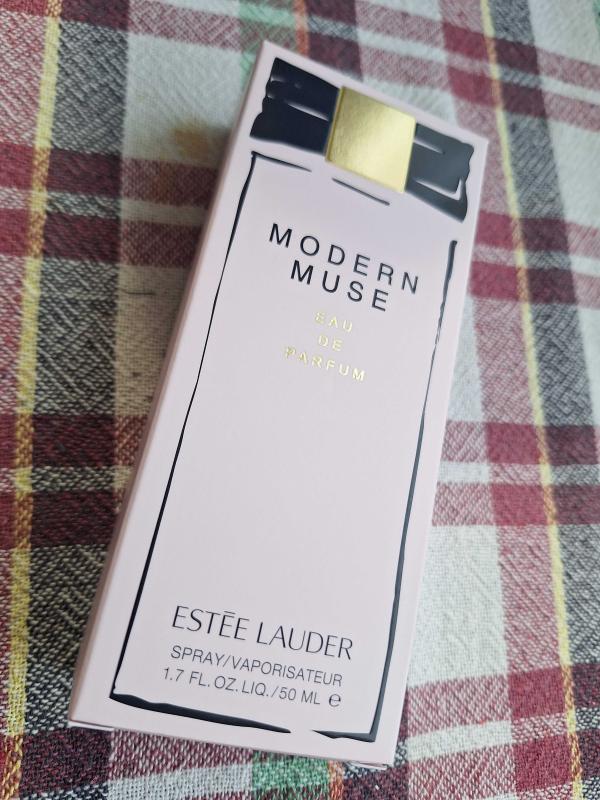 MODERN
MUSE
EAU
DE
PARFUM
ESTĒE LAUDER
SPRAY/VAPORISATEUR
1.7 FL.OZ.LIQ./50 ML ℮